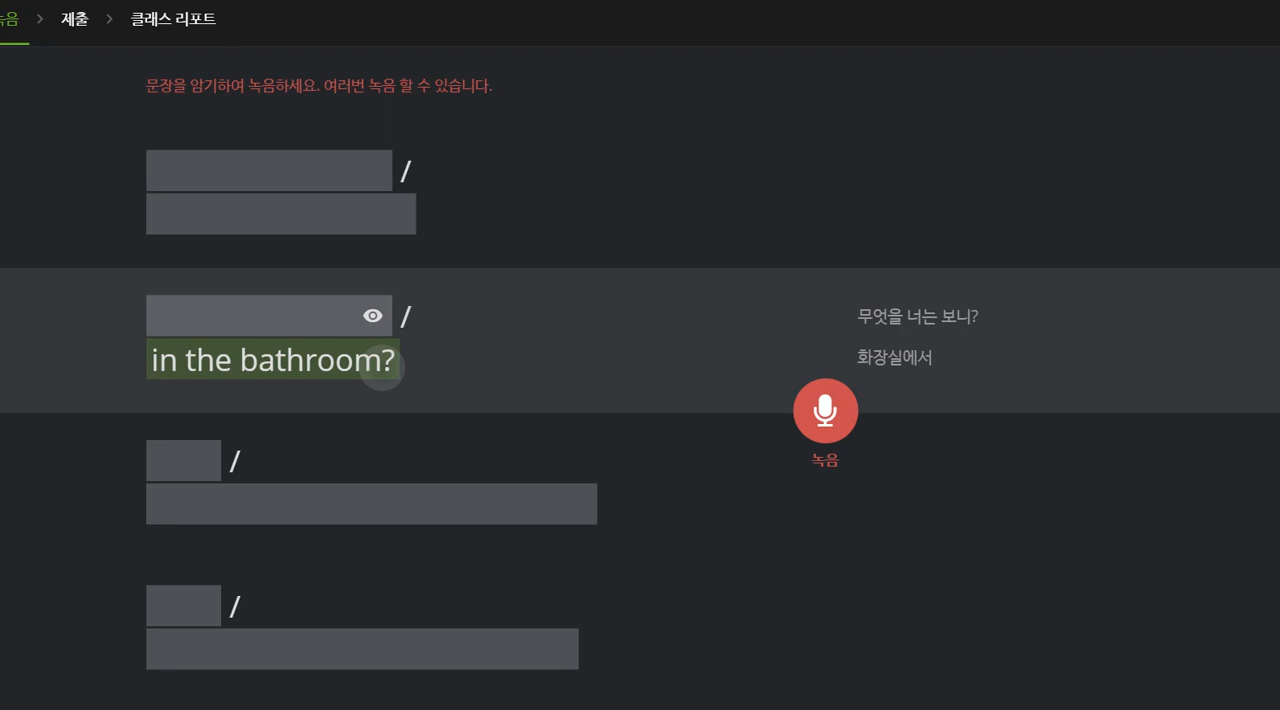 녹음 > 제출 > 클래스 리포트
문장을 암기하여 녹음하세요. 여러번 녹음 할 수 있습니다.
/
/
in the bathroom?
무엇을 너는 보니?
화장실에서
녹음
/
/